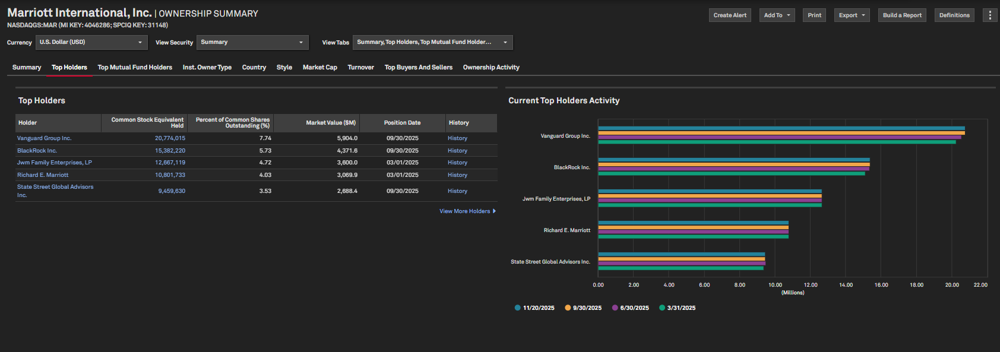 Marriott International, Inc. | OWNERSHIP SUMMARY
NASDAQGS:MAR (MI KEY: 4046286; SPCIQ KEY: 31148)
Create Alert Add To Print Export Build a Report Definitions
Currency U.S. Dollar (USD) View Security Summary View Tabs Summary, Top Holders, Top Mutual Fund Holder...
Summary Top Holders Top Mutual Fund Holders Inst. Owner Type Country Style Market Cap Turnover Top Buyers And Sellers Ownership Activity
Top Holders
Holder Common Stock Equivalent Held Percent of Common Shares Outstanding (%) Market Value ($M) Position Date History
Vanguard Group Inc. 20,774,015 7.74 5,904.0 09/30/2025 History
BlackRock Inc. 15,382,220 5.73 4,371.6 09/30/2025 History
Jwm Family Enterprises, LP 12,667,119 4.72 3,600.0 03/01/2025 History
Richard E. Marriott 10,801,733 4.03 3,069.9 03/01/2025 History
State Street Global Advisors Inc. 9,459,630 3.53 2,688.4 09/30/2025 History
View More Holders
Current Top Holders Activity
Vanguard Group Inc.
BlackRock Inc.
Jwm Family Enterprises, LP
Richard E. Marriott
State Street Global Advisors Inc.
0.00 2.00 4.00 6.00 8.00 10.00 12.00 14.00 16.00 18.00 20.00 22.00
(Millions)
11/20/2025 9/30/2025 6/30/2025 3/31/2025